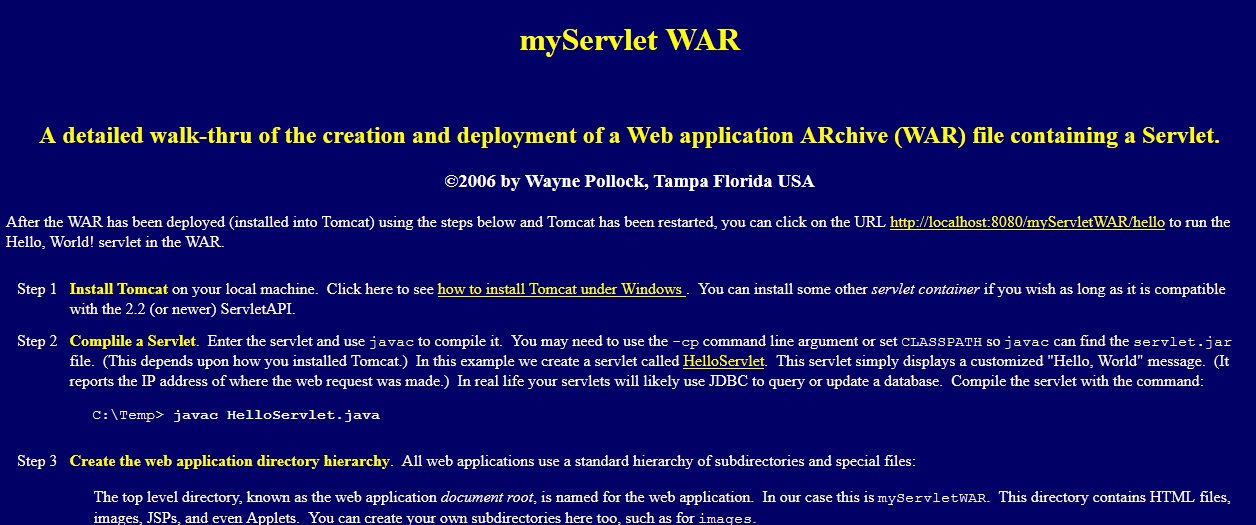 myServlet WAR
A detailed walk-thru of the creation and deployment of a Web application ARchive (WAR) file containing a Servlet.
©2006 by Wayne Pollock, Tampa Florida USA
After the WAR has been deployed (installed into Tomcat) using the steps below and Tomcat has been restarted, you can click on the URL http://localhost:8080/myServletWAR/hello to run the
Hello, World! servlet in the WAR.
Step 1 Install Tomcat on your local machine. Click here to see how to install Tomcat under Windows . You can install some other servlet container if you wish as long as it is compatible
with the 2.2 (or newer) ServletAPI.
Step 2 Complile a Servlet. Enter the servlet and use javac to compile it. You may need to use the -cp command line argument or set CLASSPATH so javac can find the servlet.jar
file. (This depends upon how you installed Tomcat.) In this example we create a servlet called HelloServlet. This servlet simply displays a customized "Hello, World" message. (It
reports the IP address of where the web request was made.) In real life your servlets will likely use JDBC to query or update a database. Compile the servlet with the command:
C:\Temp> javac HelloServlet.java
Step 3 Create the web application directory hierarchy. All web applications use a standard hierarchy of subdirectories and special files:
The top level directory, known as the web application document root, is named for the web application. In our case this is myServletWAR. This directory contains HTML files,
images, JSPs, and even Applets. You can create your own subdirectories here too, such as for images.